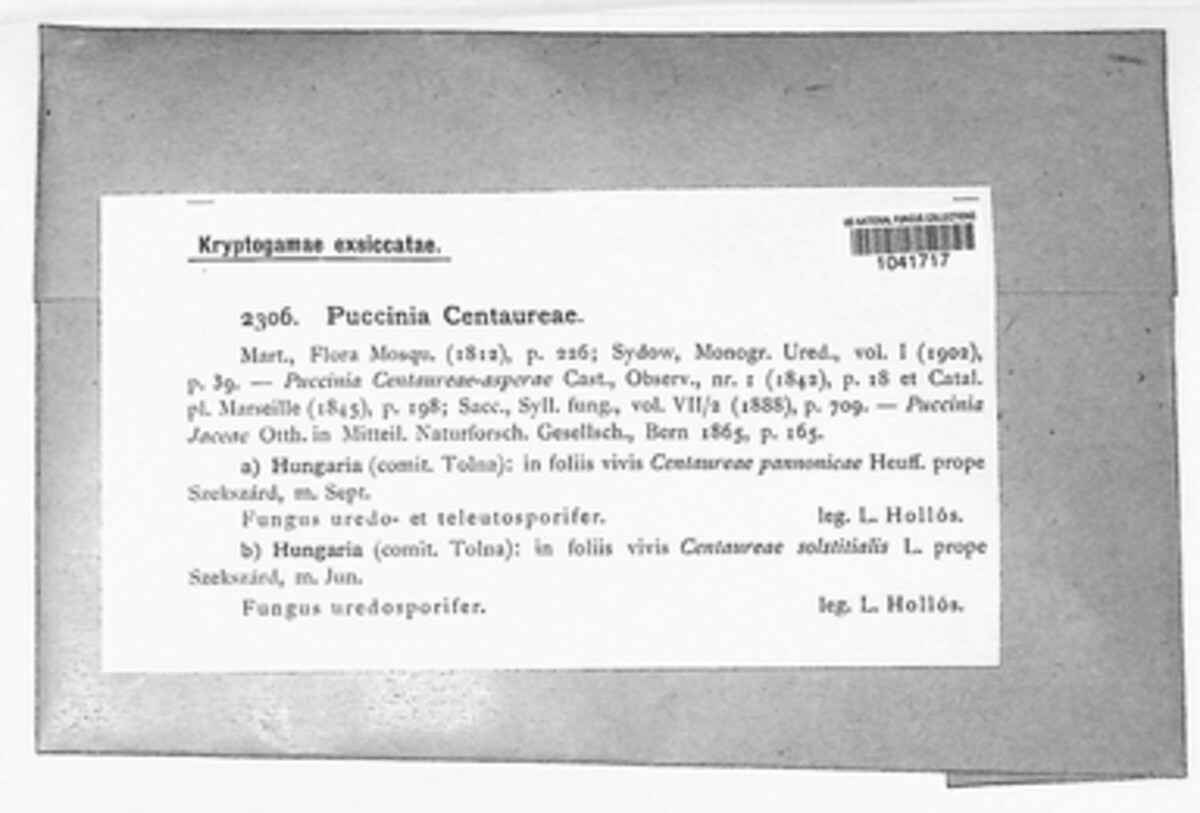 US NATIONAL FUNGUS COLLECTIONS
1041717
Kryptogamae exsiccatae.
2306. Puccinia Centaureae.
Mart., Flora Mosqu. (1812), p. 226; Sydow, Monogr. Ured., vol. I (1902),
p. 39. — Puccinia Centaureae-asperae Cast., Observ., nr. 1 (1842), p. 18 et Catal.
pl. Marseille (1845), p. 198; Sacc., Syll. fung., vol. VII/2 (1888), p. 709. — Puccinia
Jaceae Otth. in Mitteil. Naturforsch. Gesellsch., Bern 1865, p. 165.
a) Hungaria (comit. Tolna): in foliis vivis Centaureae pannonicae Heuff. prope
Szekszárd, m. Sept.
Fungus uredo- et teleutosporifer. leg. L. Hollós.
b) Hungaria (comit. Tolna): in foliis vivis Centaureae solstitialis L. prope
Szekszárd, m. Jun.
Fungus uredosporifer. leg. L. Hollós.